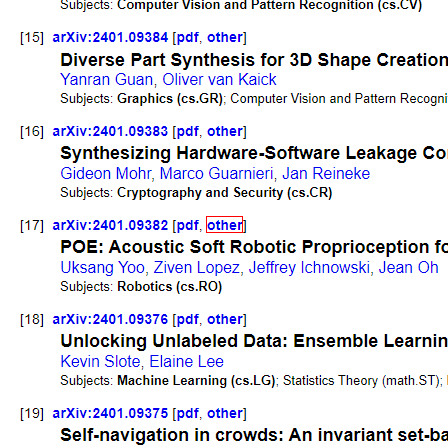 Subjects: Computer Vision and Pattern Recognition (cs.CV)
[15] arXiv:2401.09384 [pdf, other]
Diverse Part Synthesis for 3D Shape Creation
Yanran Guan, Oliver van Kaick
Subjects: Graphics (cs.GR); Computer Vision and Pattern Recogni
[16] arXiv:2401.09383 [pdf, other]
Synthesizing Hardware-Software Leakage Co
Gideon Mohr, Marco Guarnieri, Jan Reineke
Subjects: Cryptography and Security (cs.CR)
[17] arXiv:2401.09382 [pdf, other]
POE: Acoustic Soft Robotic Proprioception fo
Uksang Yoo, Ziven Lopez, Jeffrey Ichnowski, Jean Oh
Subjects: Robotics (cs.RO)
[18] arXiv:2401.09376 [pdf, other]
Unlocking Unlabeled Data: Ensemble Learnin
Kevin Slote, Elaine Lee
Subjects: Machine Learning (cs.LG); Statistics Theory (math.ST);
[19] arXiv:2401.09375 [pdf, other]
Self-navigation in crowds: An invariant set-ba